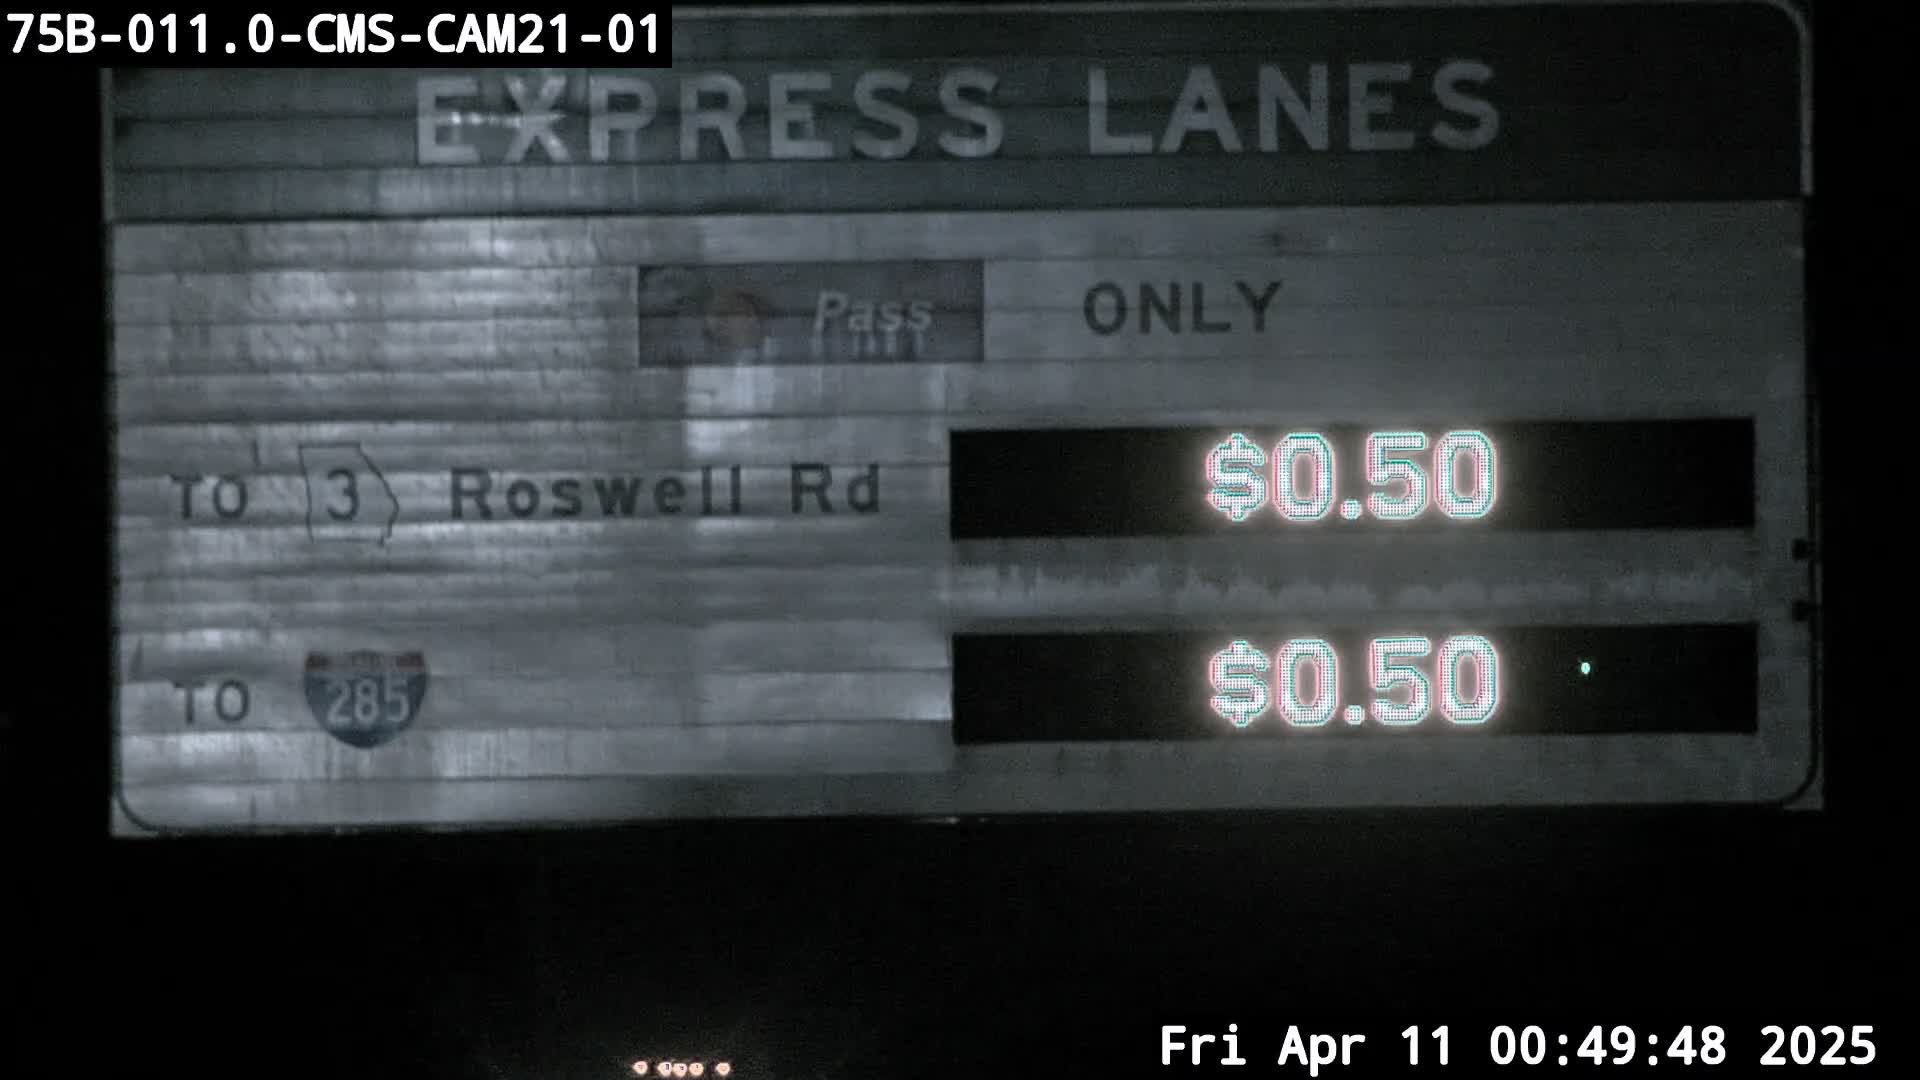 75B-011.0-CMS-CAM21-01
EXPRESS LANES
Pass ONLY
TO 3 Roswell Rd $0.50
TO 285 $0.50
Fri Apr 11 00:49:48 2025